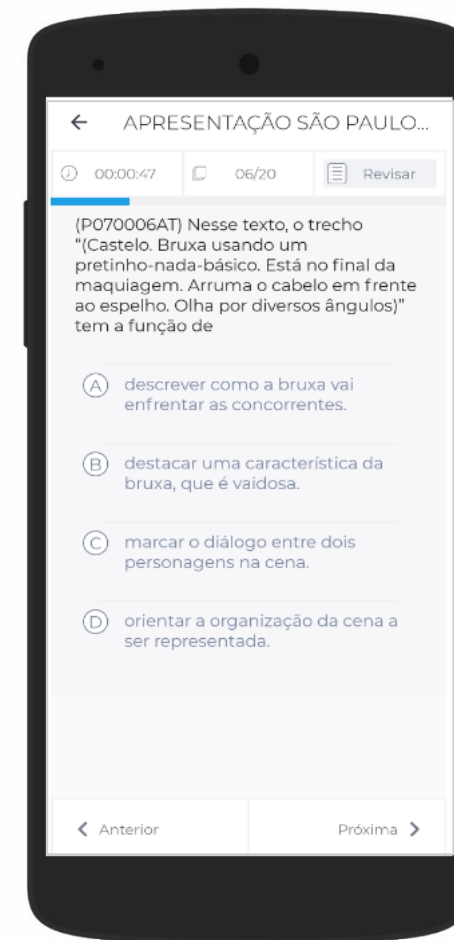 APRESENTAÇÃO SÃO PAULO...
00:00:47 06/20 Revisar
(P070006AT) Nesse texto, o trecho
“(Castelo. Bruxa usando um
pretinho-nada-básico. Está no final da
maquiagem. Arruma o cabelo em frente
ao espelho. Olha por diversos ângulos)”
tem a função de
A descrever como a bruxa vai
enfrentar as concorrentes.
B destacar uma característica da
bruxa, que é vaidosa.
C marcar o diálogo entre dois
personagens na cena.
D orientar a organização da cena a
ser representada.
Anterior Próxima